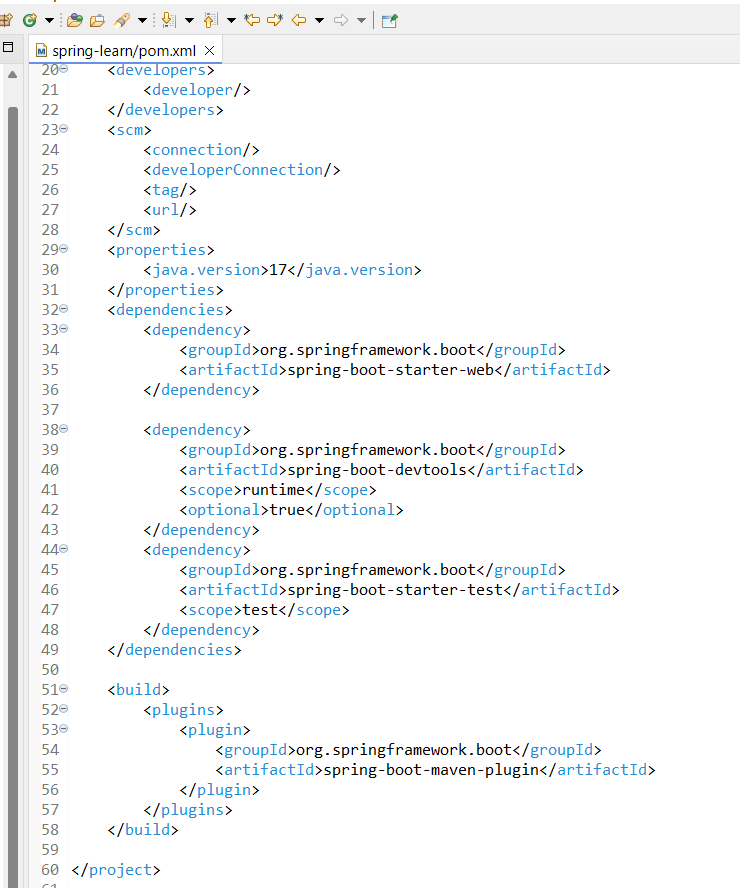 spring-learn/pom.xml
20 <developers>
21 <developer/>
22 </developers>
23 <scm>
24 <connection/>
25 <developerConnection/>
26 <tag/>
27 <url/>
28 </scm>
29 <properties>
30 <java.version>17</java.version>
31 </properties>
32 <dependencies>
33 <dependency>
34 <groupId>org.springframework.boot</groupId>
35 <artifactId>spring-boot-starter-web</artifactId>
36 </dependency>
37
38 <dependency>
39 <groupId>org.springframework.boot</groupId>
40 <artifactId>spring-boot-devtools</artifactId>
41 <scope>runtime</scope>
42 <optional>true</optional>
43 </dependency>
44 <dependency>
45 <groupId>org.springframework.boot</groupId>
46 <artifactId>spring-boot-starter-test</artifactId>
47 <scope>test</scope>
48 </dependency>
49 </dependencies>
50
51 <build>
52 <plugins>
53 <plugin>
54 <groupId>org.springframework.boot</groupId>
55 <artifactId>spring-boot-maven-plugin</artifactId>
56 </plugin>
57 </plugins>
58 </build>
59
60 </project>
61